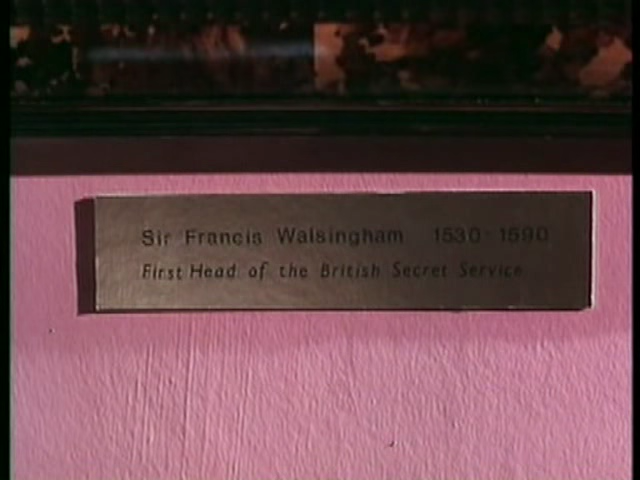 Sir Francis Walsingham 1530-1590
First Head of the British Secret Service